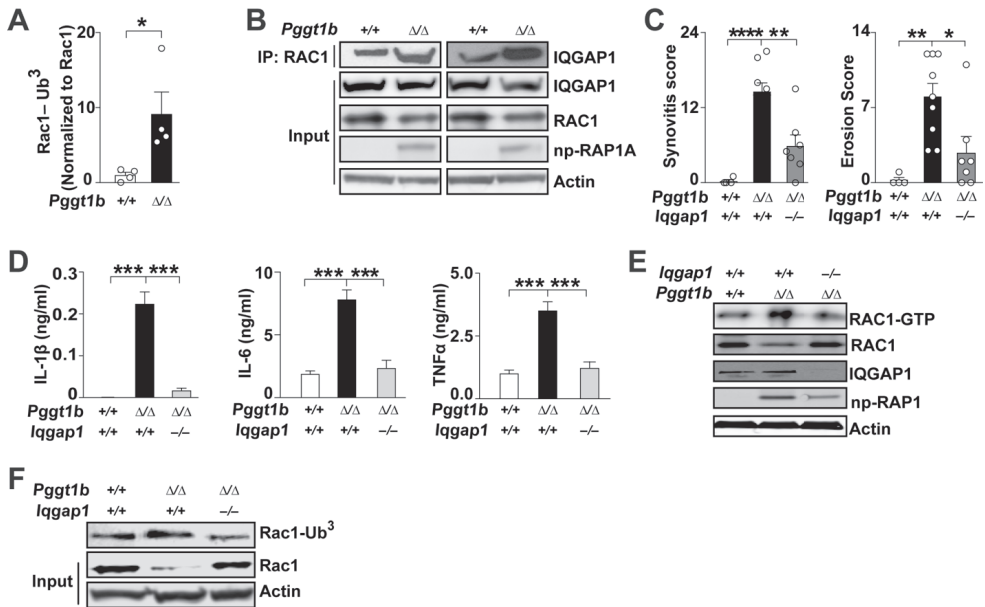 A
Rac1– Ub3
(Normalized to Rac1)
20
10
0
*
Pggt1b +/+ Δ/Δ
B
Pggt1b +/+ Δ/Δ +/+ Δ/Δ
IP: RAC1 IQGAP1
Input
IQGAP1
RAC1
np-RAP1A
Actin
C
Synovitis score
24
12
0
**** **
Pggt1b +/+ Δ/Δ Δ/Δ
Iqgap1 +/+ +/+ –/–
Erosion Score
14
7
0
** *
Pggt1b +/+ Δ/Δ Δ/Δ
Iqgap1 +/+ +/+ –/–
D
IL-1β (ng/ml)
0.3
0.2
0.1
0
*** ***
Pggt1b +/+ Δ/Δ Δ/Δ
Iqgap1 +/+ +/+ –/–
IL-6 (ng/ml)
10
5
0
*** ***
Pggt1b +/+ Δ/Δ Δ/Δ
Iqgap1 +/+ +/+ –/–
TNFα (ng/ml)
5.0
2.5
0.0
*** ***
Pggt1b +/+ Δ/Δ Δ/Δ
Iqgap1 +/+ +/+ –/–
E
Iqgap1 +/+ +/+ –/–
Pggt1b +/+ Δ/Δ Δ/Δ
RAC1-GTP
RAC1
IQGAP1
np-RAP1
Actin
F
Pggt1b +/+ Δ/Δ Δ/Δ
Iqgap1 +/+ +/+ –/–
Rac1-Ub3
Input
Rac1
Actin